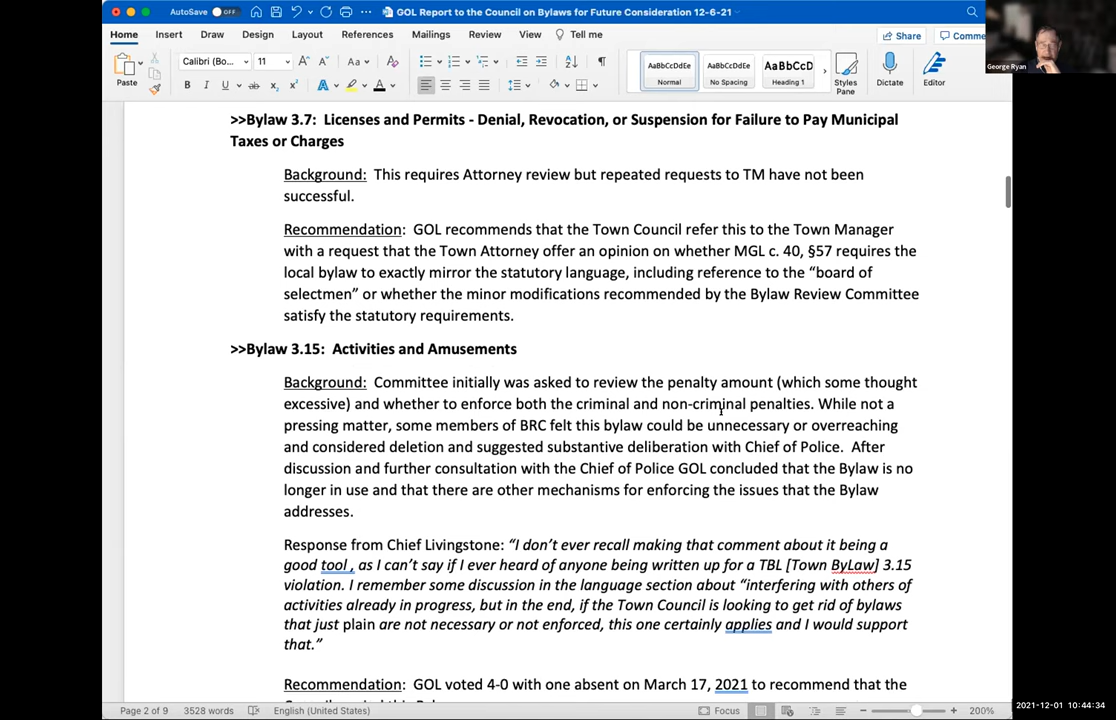 AutoSave OFF
GOL Report to the Council on Bylaws for Future Consideration 12-6-21
Home Insert Draw Design Layout References Mailings Review View Tell me Share Comme
George Ryan
Calibri (Bo... 11
AaBbCcDdEe AaBbCcDdEe AaBbCcD
Paste Normal No Spacing Heading 1 Styles Pane Dictate Editor
>>Bylaw 3.7: Licenses and Permits - Denial, Revocation, or Suspension for Failure to Pay Municipal
Taxes or Charges
Background: This requires Attorney review but repeated requests to TM have not been
successful.
Recommendation: GOL recommends that the Town Council refer this to the Town Manager
with a request that the Town Attorney offer an opinion on whether MGL c. 40, §57 requires the
local bylaw to exactly mirror the statutory language, including reference to the “board of
selectmen” or whether the minor modifications recommended by the Bylaw Review Committee
satisfy the statutory requirements.
>>Bylaw 3.15: Activities and Amusements
Background: Committee initially was asked to review the penalty amount (which some thought
excessive) and whether to enforce both the criminal and non-criminal penalties. While not a
pressing matter, some members of BRC felt this bylaw could be unnecessary or overreaching
and considered deletion and suggested substantive deliberation with Chief of Police. After
discussion and further consultation with the Chief of Police GOL concluded that the Bylaw is no
longer in use and that there are other mechanisms for enforcing the issues that the Bylaw
addresses.
Response from Chief Livingstone: “I don’t ever recall making that comment about it being a
good tool , as I can’t say if I ever heard of anyone being written up for a TBL [Town ByLaw] 3.15
violation. I remember some discussion in the language section about “interfering with others of
activities already in progress, but in the end, if the Town Council is looking to get rid of bylaws
that just plain are not necessary or not enforced, this one certainly applies and I would support
that.”
Recommendation: GOL voted 4-0 with one absent on March 17, 2021 to recommend that the
Page 2 of 9 3528 words English (United States) Focus 200%
2021-12-01 10:44:34